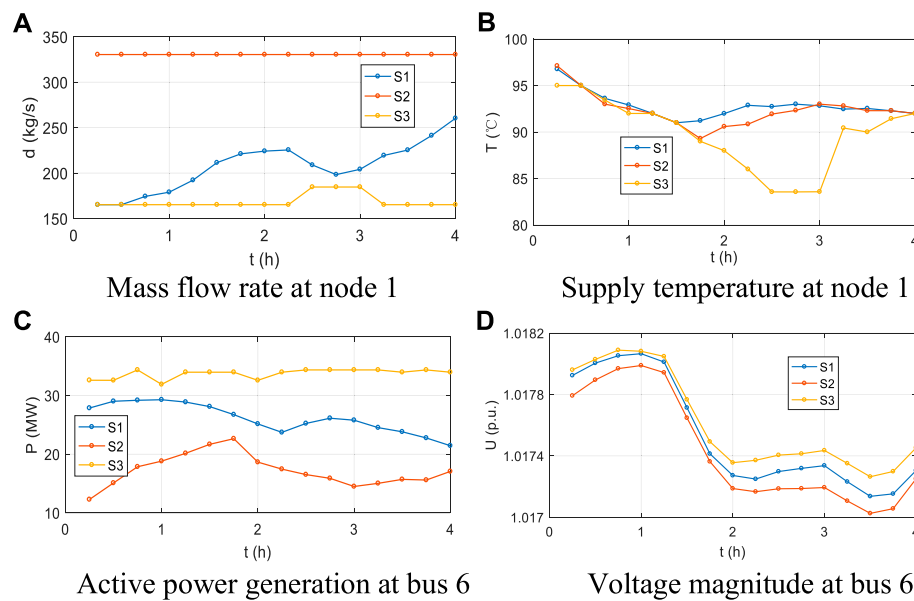 A
350
300
250
200
150
d (kg/s)
S1
S2
S3
0 1 2 3 4
t (h)
Mass flow rate at node 1
B
100
95
90
85
80
T (℃)
S1
S2
S3
0 1 2 3 4
t (h)
Supply temperature at node 1
C
40
30
20
10
P (MW)
S1
S2
S3
0 1 2 3 4
t (h)
Active power generation at bus 6
D
1.0182
1.0178
1.0174
1.017
U (p.u.)
S1
S2
S3
0 1 2 3 4
t (h)
Voltage magnitude at bus 6